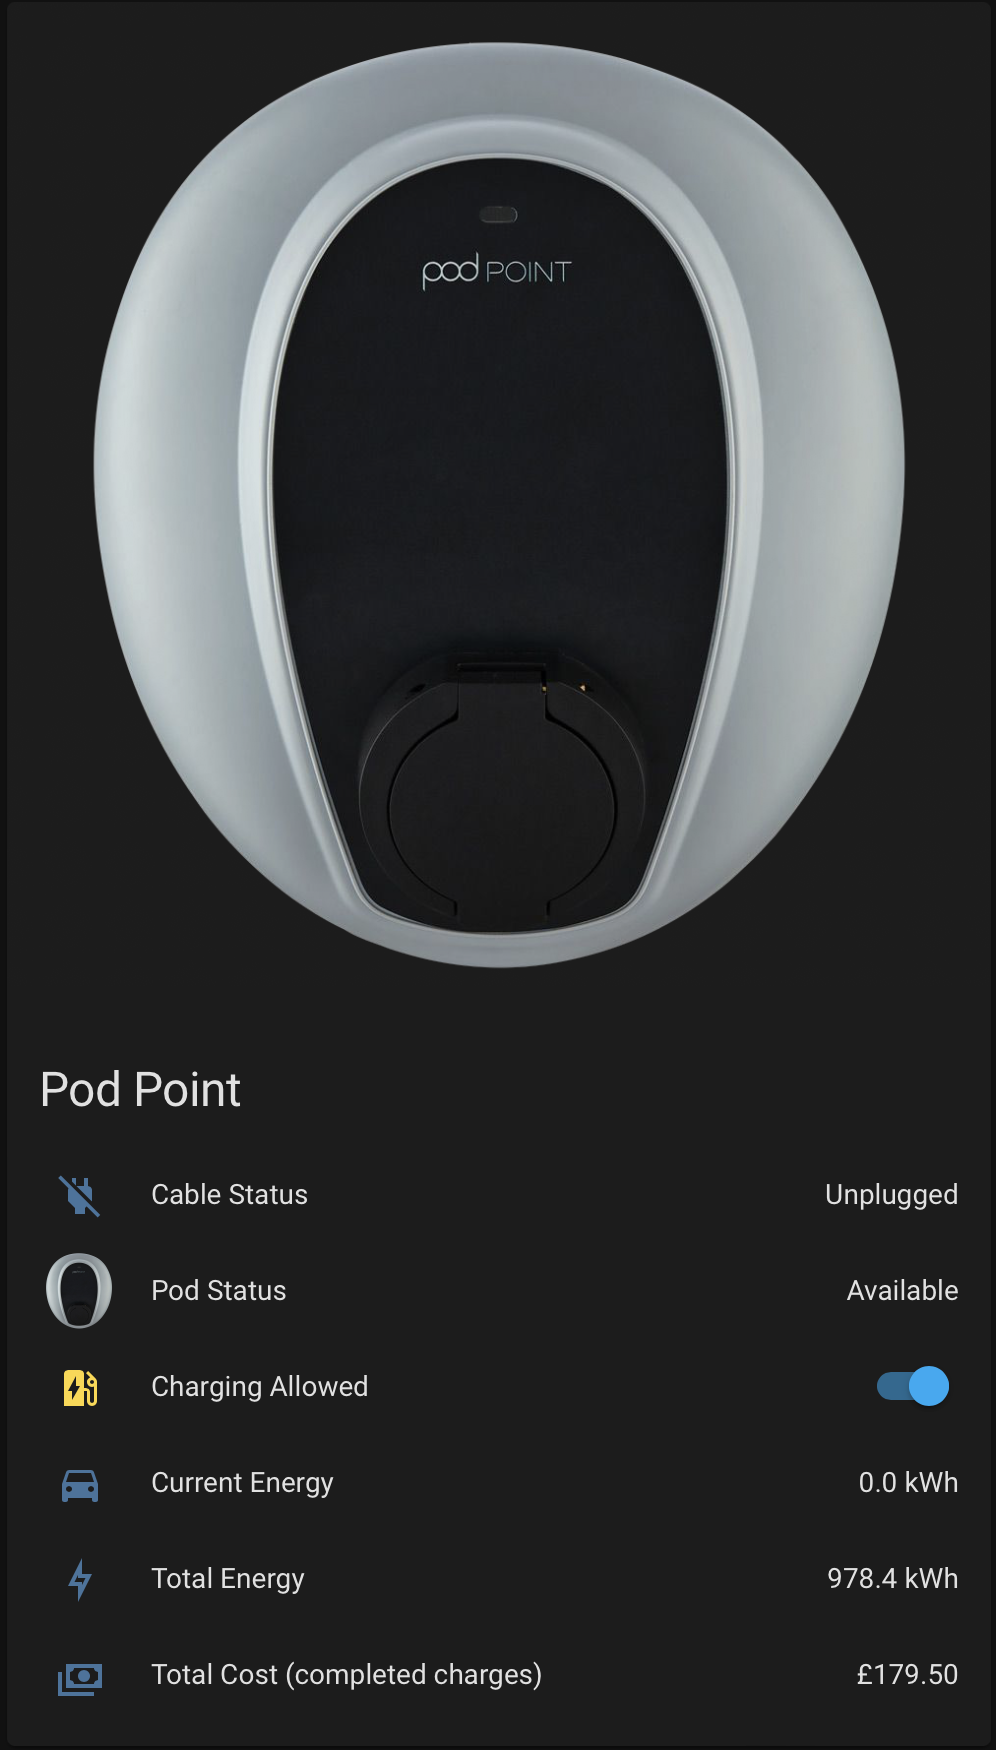 pod POINT
Pod Point
Cable Status Unplugged
Pod Status Available
Charging Allowed
Current Energy 0.0 kWh
Total Energy 978.4 kWh
Total Cost (completed charges) £179.50